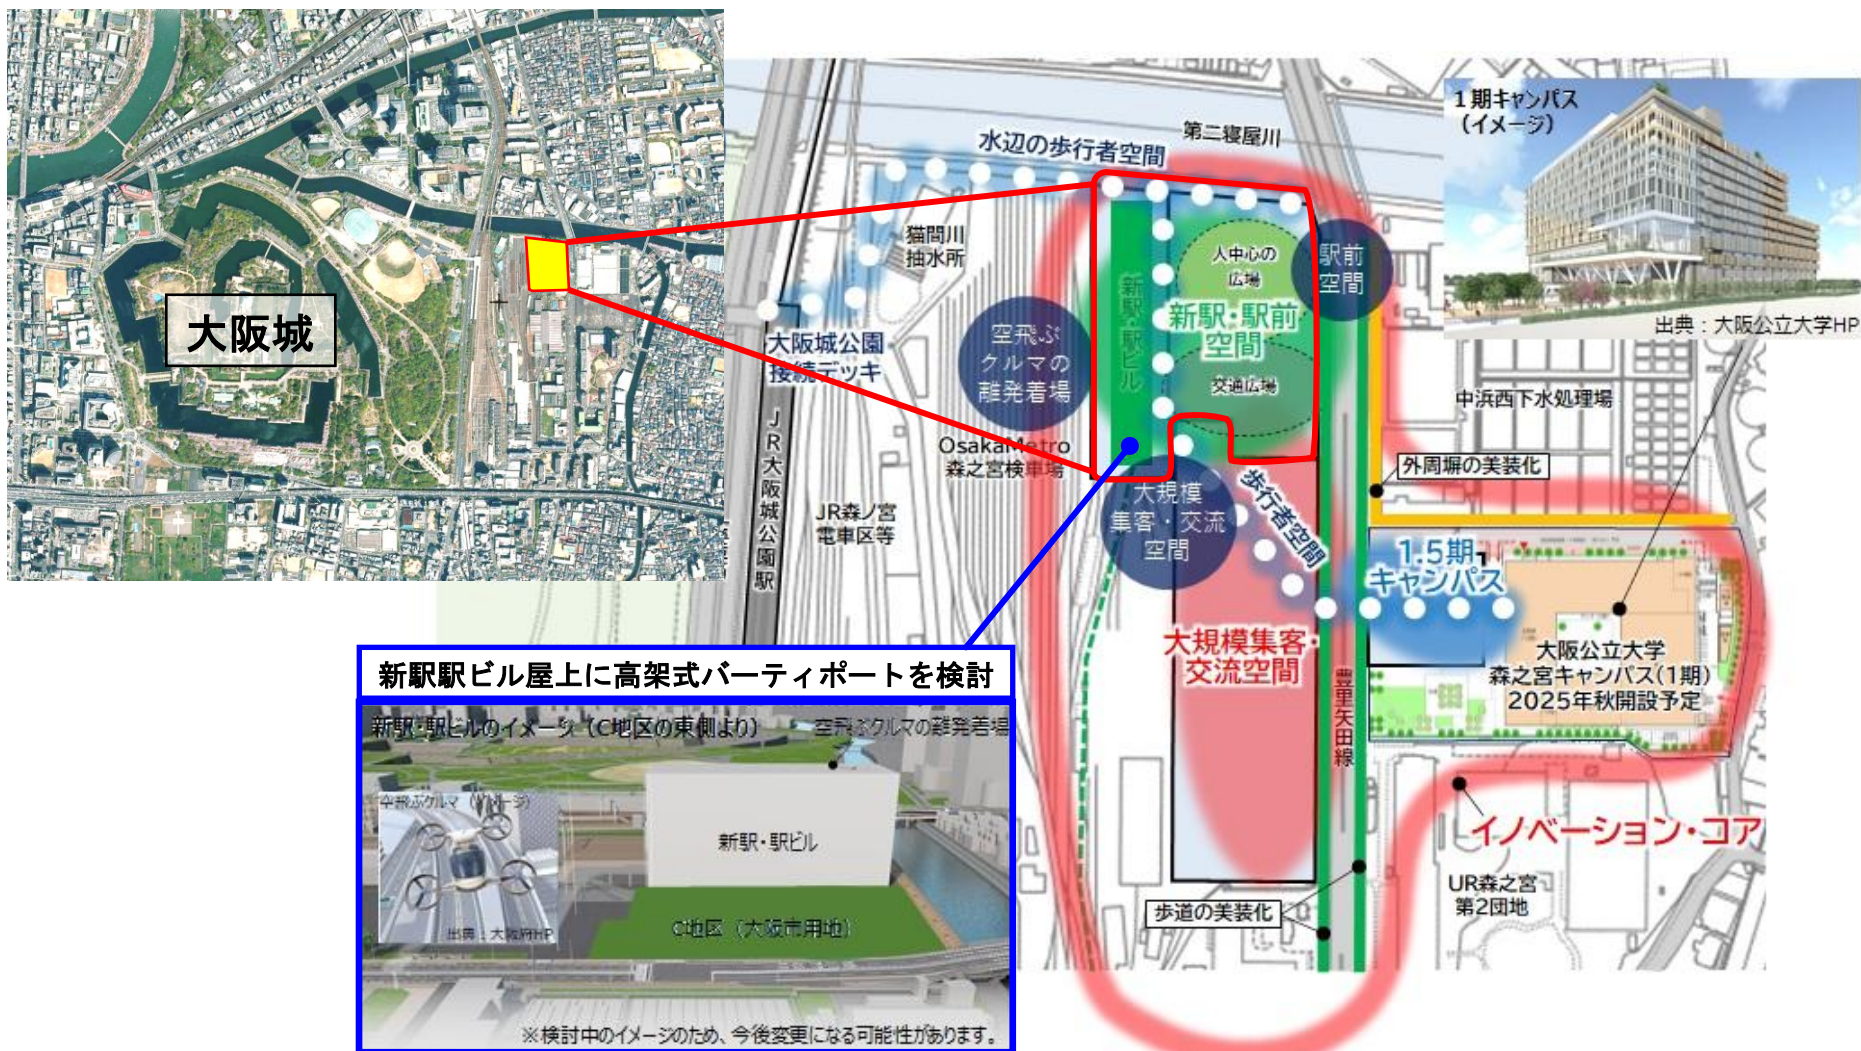 大阪城
水辺の歩行者空間
第二寝屋川
1期キャンパス
(イメージ)
出典：大阪公立大学HP
猫間川
抽水所
大阪城公園
接続デッキ
空飛ぶ
クルマの
離発着場
新駅・駅ビル
人中心の
広場
新駅・駅前
空間
交通広場
駅前
空間
中浜西下水処理場
OsakaMetro
森之宮検車場
JR森ノ宮
電車区等
JR大阪城公園駅
大規模
集客・交流
空間
歩行者空間
外周塀の美装化
1.5期
キャンパス
大規模集客・
交流空間
大阪公立大学
森之宮キャンパス(1期)
2025年秋開設予定
豊里矢田線
イノベーション・コア
UR森之宮
第2団地
歩道の美装化
新駅駅ビル屋上に高架式バーティポートを検討
新駅・駅ビルのイメージ（C地区の東側より）
空飛ぶクルマの離発着場
空飛ぶクルマ（イメージ）
出典：大阪府HP
新駅・駅ビル
C地区（大阪市用地）
※検討中のイメージのため、今後変更になる可能性があります。